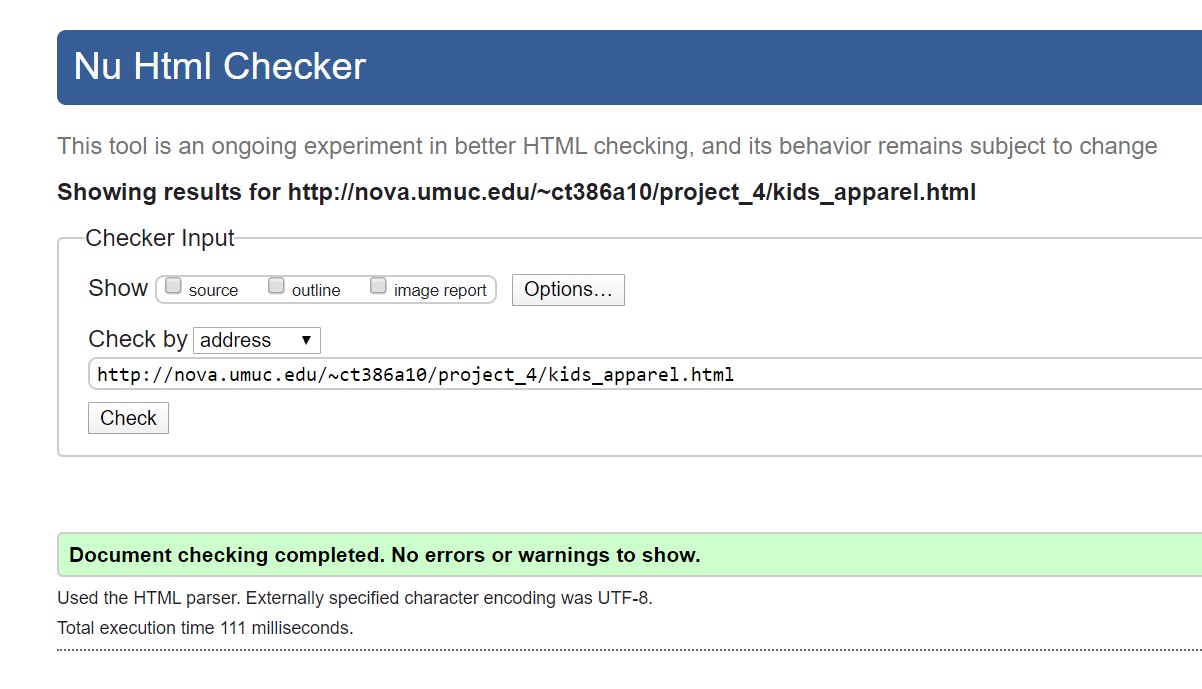 Nu Html Checker
This tool is an ongoing experiment in better HTML checking, and its behavior remains subject to change
Showing results for http://nova.umuc.edu/~ct386a10/project_4/kids_apparel.html
Checker Input
Show source outline image report Options...
Check by address
http://nova.umuc.edu/~ct386a10/project_4/kids_apparel.html
Check
Document checking completed. No errors or warnings to show.
Used the HTML parser. Externally specified character encoding was UTF-8.
Total execution time 111 milliseconds.